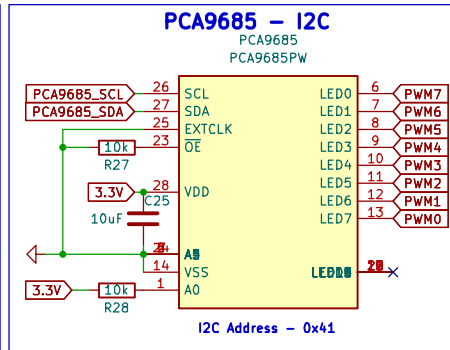 PCA9685 - I2C
PCA9685
PCA9685PW
PCA9685_SCL 26 SCL LED0 6 PWM7
PCA9685_SDA 27 SDA LED1 7 PWM6
25 EXTCLK LED2 8 PWM5
10k 23 OE LED3 9 PWM4
R27 LED4 10 PWM3
LED5 11 PWM2
3.3V 28 VDD
C25 LED6 12 PWM1
10uF LED7 13 PWM0
14 VSS
3.3V 10k 1 A0
R28
I2C Address - 0x41